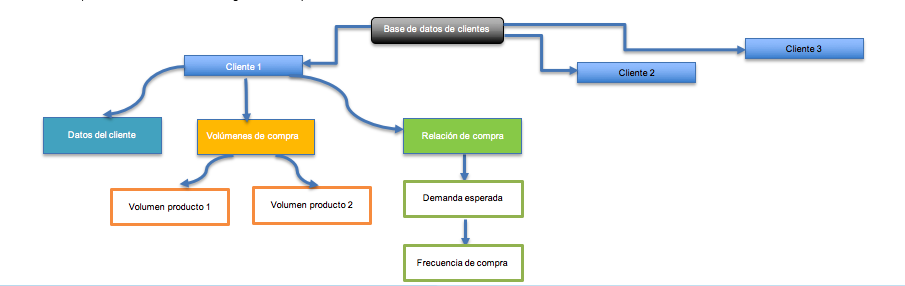 Base de datos de clientes
Cliente 3
Cliente 1
Cliente 2
Datos del cliente
Volúmenes de compra
Relación de compra
Volumen producto 1
Volumen producto 2
Demanda esperada
Frecuencia de compra